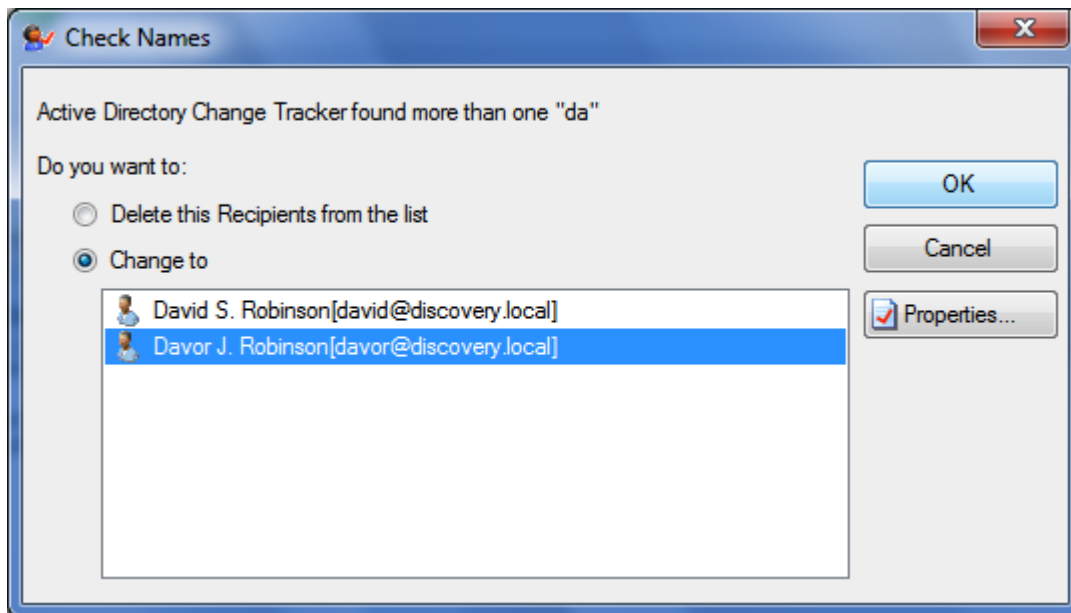 Check Names
Active Directory Change Tracker found more than one "da"
Do you want to:
Delete this Recipients from the list
Change to
David S. Robinson[david@discovery.local]
Davor J. Robinson[davor@discovery.local]
OK
Cancel
Properties...